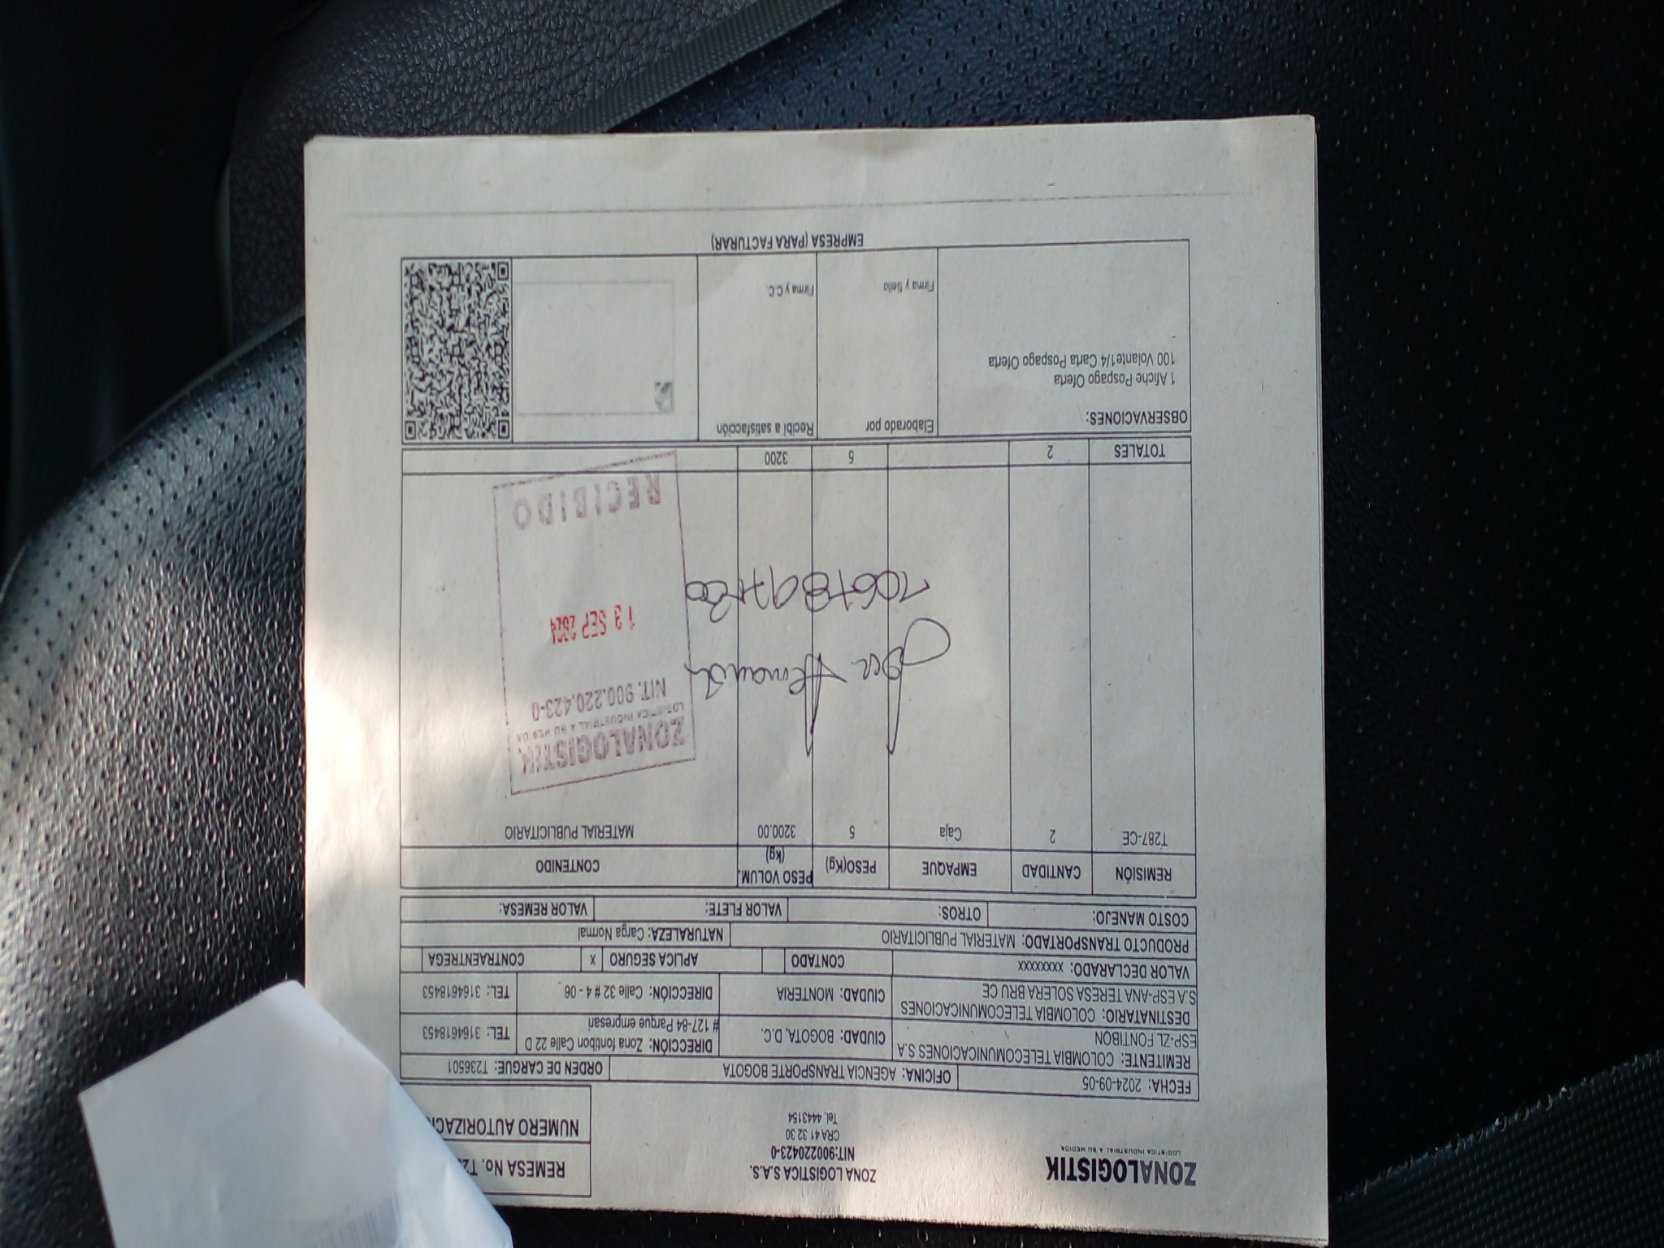 ZONALOGISTIK
LOGÍSTICA INDUSTRIAL A SU MEDIDA
ZONA LOGISTICA S.A.S.
NIT:900220423-0
CRA 41 32 30
Tel. 4443154
REMESA No.
NUMERO
FECHA: 2024-09-05
OFICINA: AGENCIA TRANSPORTE BOGOTA
ORDEN DE CARGUE: T236501
REMITENTE: COLOMBIA TELECOMUNICACIONES S.A
ESP-ZL FONTIBON
CIUDAD: BOGOTA, D.C.
DIRECCIÓN: Zona fontibon Calle 22 D
# 127-84 Parque empresari
TEL: 3164618453
DESTINATARIO: COLOMBIA TELECOMUNICACIONES
S.A ESP-ANA TERESA SOLERA BRU CE
CIUDAD: MONTERIA
DIRECCIÓN: Calle 32 # 4 - 06
TEL: 3164618453
VALOR DECLARADO: xxxxxxxx
CONTADO
APLICA SEGURO x
CONTRAENTREGA
PRODUCTO TRANSPORTADO: MATERIAL PUBLICITARIO
NATURALEZA: Carga Normal
COSTO MANEJO:
OTROS:
VALOR FLETE:
VALOR REMESA:
REMISIÓN CANTIDAD EMPAQUE PESO(Kg) PESO VOLUM. (kg) CONTENIDO
T287-CE 2 Caja 5 3200.00 MATERIAL PUBLICITARIO
ZONALOGISTIK
LOGÍSTICA INDUSTRIAL A SU
NIT. 900.220.423-0
13 SEP 2024
RECIBIDO
TOTALES 2 5 3200
OBSERVACIONES:
1 Afiche Pospago Oferta
100 Volante1/4 Carta Pospago Oferta
Elaborado por
Firma y Sello
Recibí a satisfacción
Firma y C.C.
EMPRESA (PARA FACTURAR)